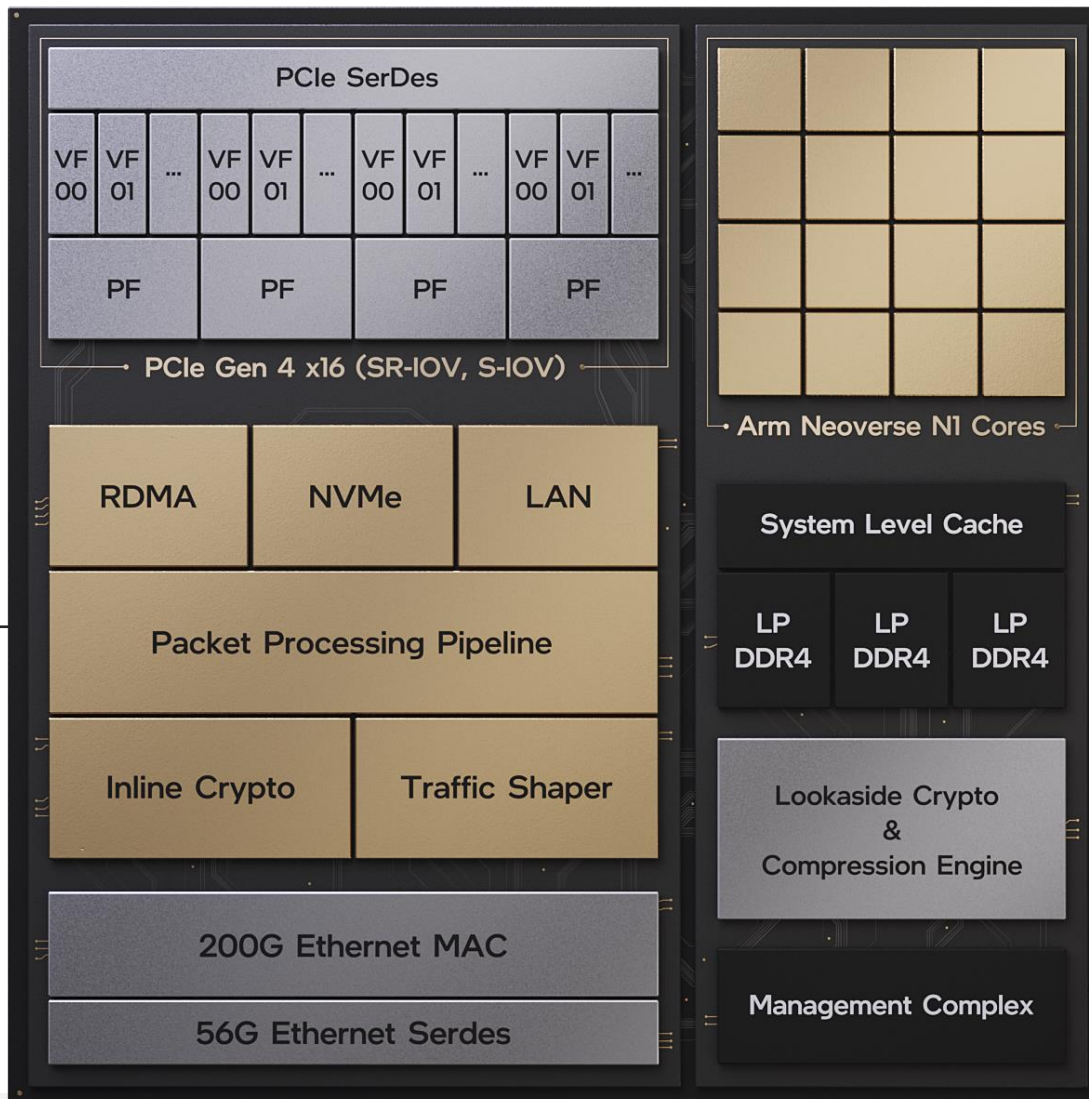 PCIe SerDes
VF 00
VF 01
...
VF 00
VF 01
...
VF 00
VF 01
...
VF 00
VF 01
...
PF
PF
PF
PF
PCIe Gen 4 x16 (SR-IOV, S-IOV)
RDMA
NVMe
LAN
Packet Processing Pipeline
Inline Crypto
Traffic Shaper
200G Ethernet MAC
56G Ethernet Serdes
Arm Neoverse N1 Cores
System Level Cache
LP
DDR4
LP
DDR4
LP
DDR4
Lookaside Crypto
&
Compression Engine
Management Complex